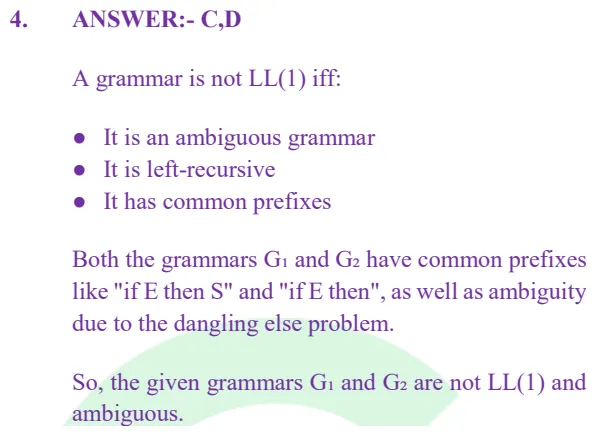 4. ANSWER:- C,D
A grammar is not LL(1) iff:
● It is an ambiguous grammar
● It is left-recursive
● It has common prefixes
Both the grammars G₁ and G₂ have common prefixes
like "if E then S" and "if E then", as well as ambiguity
due to the dangling else problem.
So, the given grammars G₁ and G₂ are not LL(1) and
ambiguous.